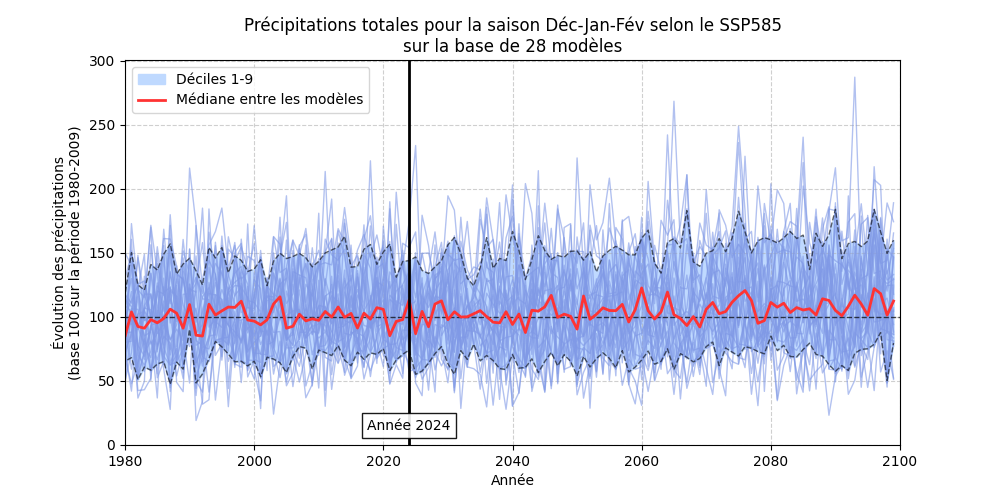 Précipitations totales pour la saison Déc-Jan-Fév selon le SSP585
sur la base de 28 modèles
Évolution des précipitations
(base 100 sur la période 1980-2009)
300
250
200
150
100
50
0
Déciles 1-9
Médiane entre les modèles
Année 2024
1980
2000
2020
2040
2060
2080
2100
Année